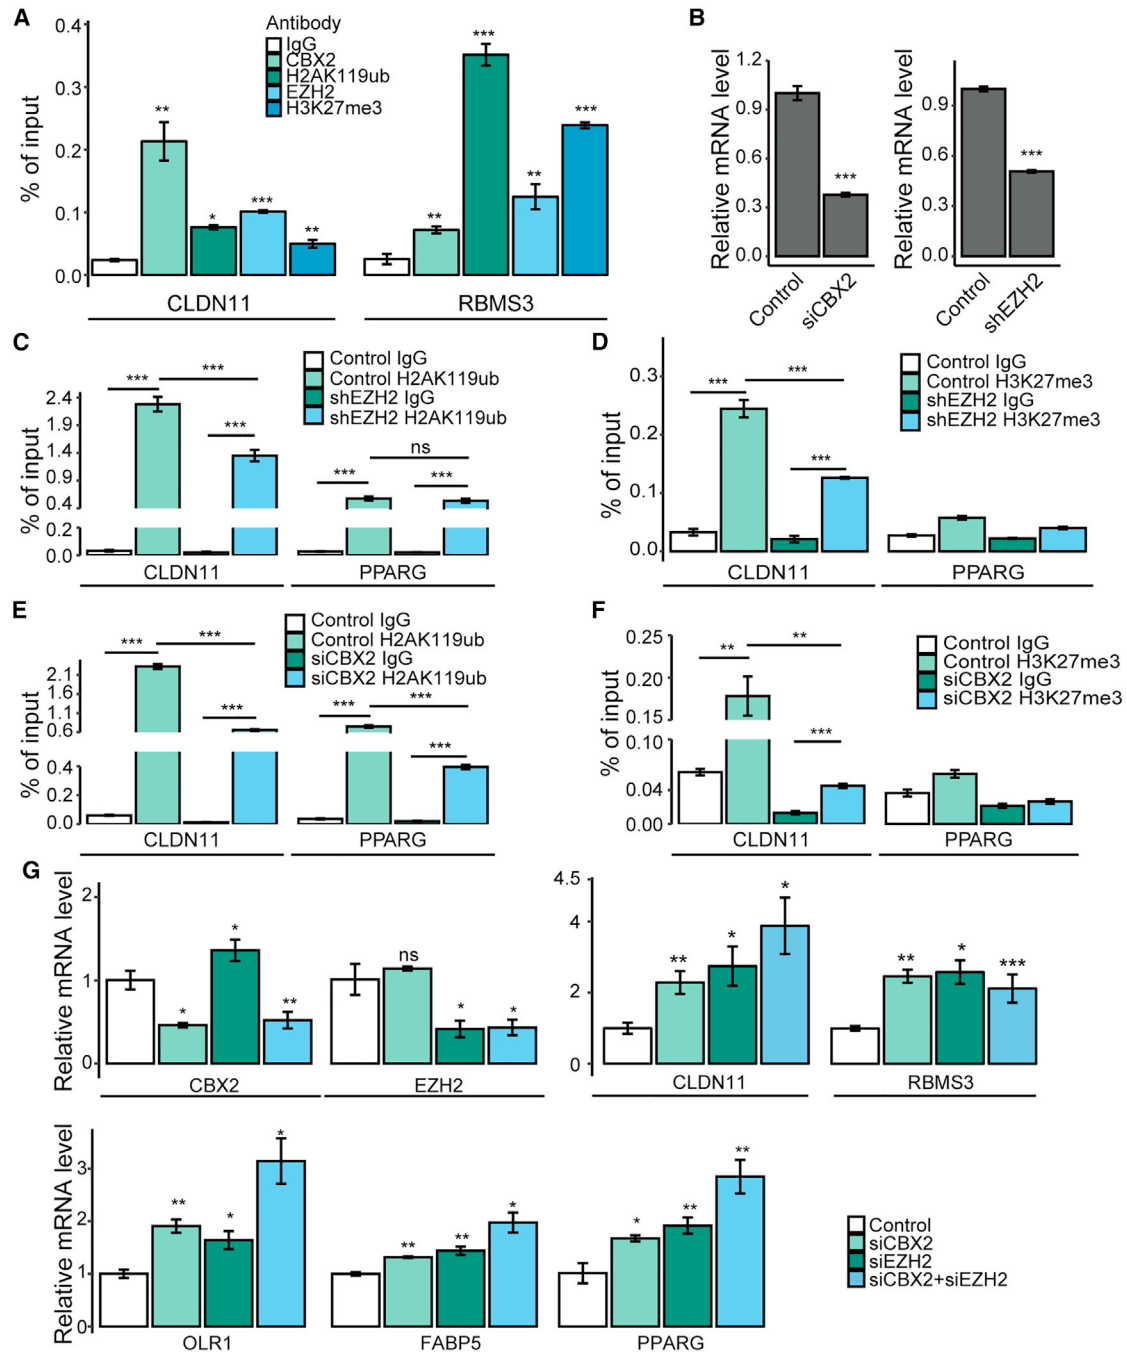 A
Antibody
IgG
CBX2
H2AK119ub
EZH2
H3K27me3
% of input
0.4
0.3
0.2
0.1
0.0
**
*
***
**
**
***
**
***
CLDN11
RBMS3
B
Relative mRNA level
1.2
0.9
0.6
0.3
0.0
***
Control
siCBX2
Relative mRNA level
0.9
0.6
0.3
0.0
***
Control
shEZH2
C
Control IgG
Control H2AK119ub
shEZH2 IgG
shEZH2 H2AK119ub
% of input
2.4
1.9
1.4
0.9
0.4
0.2
0.0
***
***
***
***
ns
***
CLDN11
PPARG
D
Control IgG
Control H3K27me3
shEZH2 IgG
shEZH2 H3K27me3
% of input
0.3
0.2
0.1
0.0
***
***
***
CLDN11
PPARG
E
Control IgG
Control H2AK119ub
siCBX2 IgG
siCBX2 H2AK119ub
% of input
2.1
1.6
1.1
0.6
0.4
0.2
0.0
***
***
***
***
***
***
CLDN11
PPARG
F
Control IgG
Control H3K27me3
siCBX2 IgG
siCBX2 H3K27me3
% of input
0.25
0.20
0.15
0.10
0.04
0.00
**
**
***
CLDN11
PPARG
G
Relative mRNA level
2
1
0
*
*
**
ns
*
*
CBX2
EZH2
4.5
4
2
0
**
*
*
**
*
***
CLDN11
RBMS3
Relative mRNA level
3
2
1
0
**
*
*
**
**
*
*
**
**
OLR1
FABP5
PPARG
Control
siCBX2
siEZH2
siCBX2+siEZH2